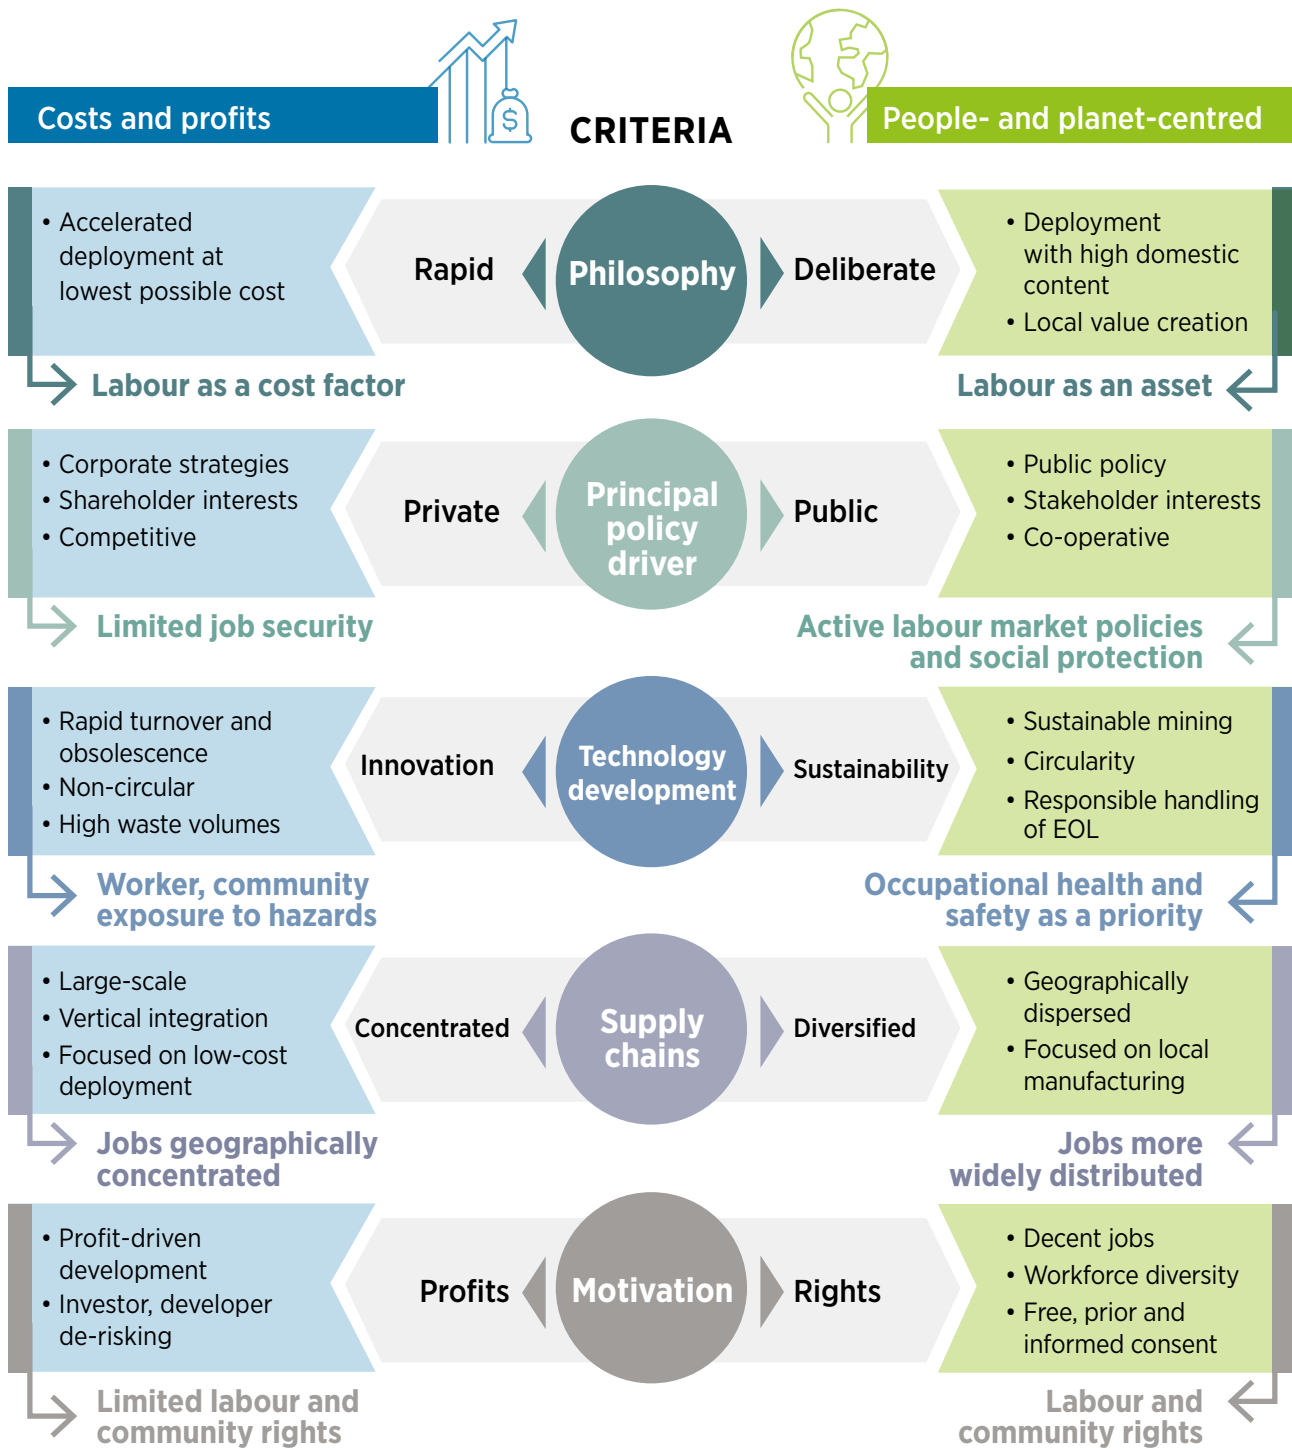 Costs and profits
$
CRITERIA
People- and planet-centred
• Accelerated
deployment at
lowest possible cost
Rapid
Philosophy
Deliberate
• Deployment
with high domestic
content
• Local value creation
Labour as a cost factor
Labour as an asset
• Corporate strategies
• Shareholder interests
• Competitive
Private
Principal
policy
driver
Public
• Public policy
• Stakeholder interests
• Co-operative
Limited job security
Active labour market policies
and social protection
• Rapid turnover and
obsolescence
• Non-circular
• High waste volumes
Innovation
Technology
development
Sustainability
• Sustainable mining
• Circularity
• Responsible handling
of EOL
Worker, community
exposure to hazards
Occupational health and
safety as a priority
• Large-scale
• Vertical integration
• Focused on low-cost
deployment
Concentrated
Supply
chains
Diversified
• Geographically
dispersed
• Focused on local
manufacturing
Jobs geographically
concentrated
Jobs more
widely distributed
• Profit-driven
development
• Investor, developer
de-risking
Profits
Motivation
Rights
• Decent jobs
• Workforce diversity
• Free, prior and
informed consent
Limited labour and
community rights
Labour and
community rights